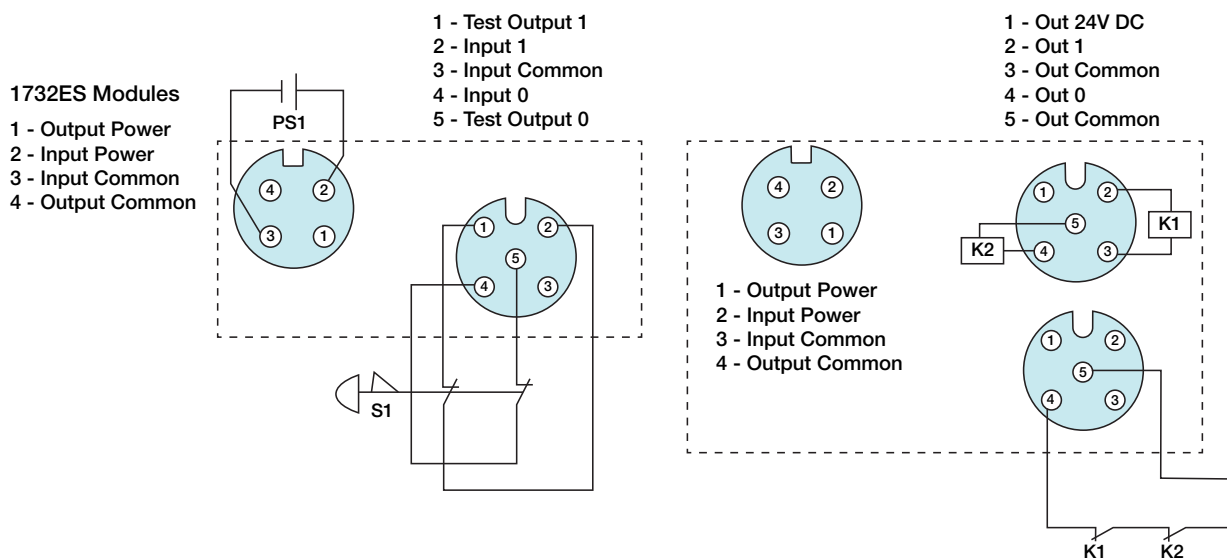 1732ES Modules
1 - Output Power
2 - Input Power
3 - Input Common
4 - Output Common
PS1
4
2
3
1
1 - Test Output 1
2 - Input 1
3 - Input Common
4 - Input 0
5 - Test Output 0
1
2
5
4
3
S1
4
2
3
1
1 - Output Power
2 - Input Power
3 - Input Common
4 - Output Common
1 - Out 24V DC
2 - Out 1
3 - Out Common
4 - Out 0
5 - Out Common
1
2
5
4
3
K1
K2
1
2
5
4
3
K1
K2